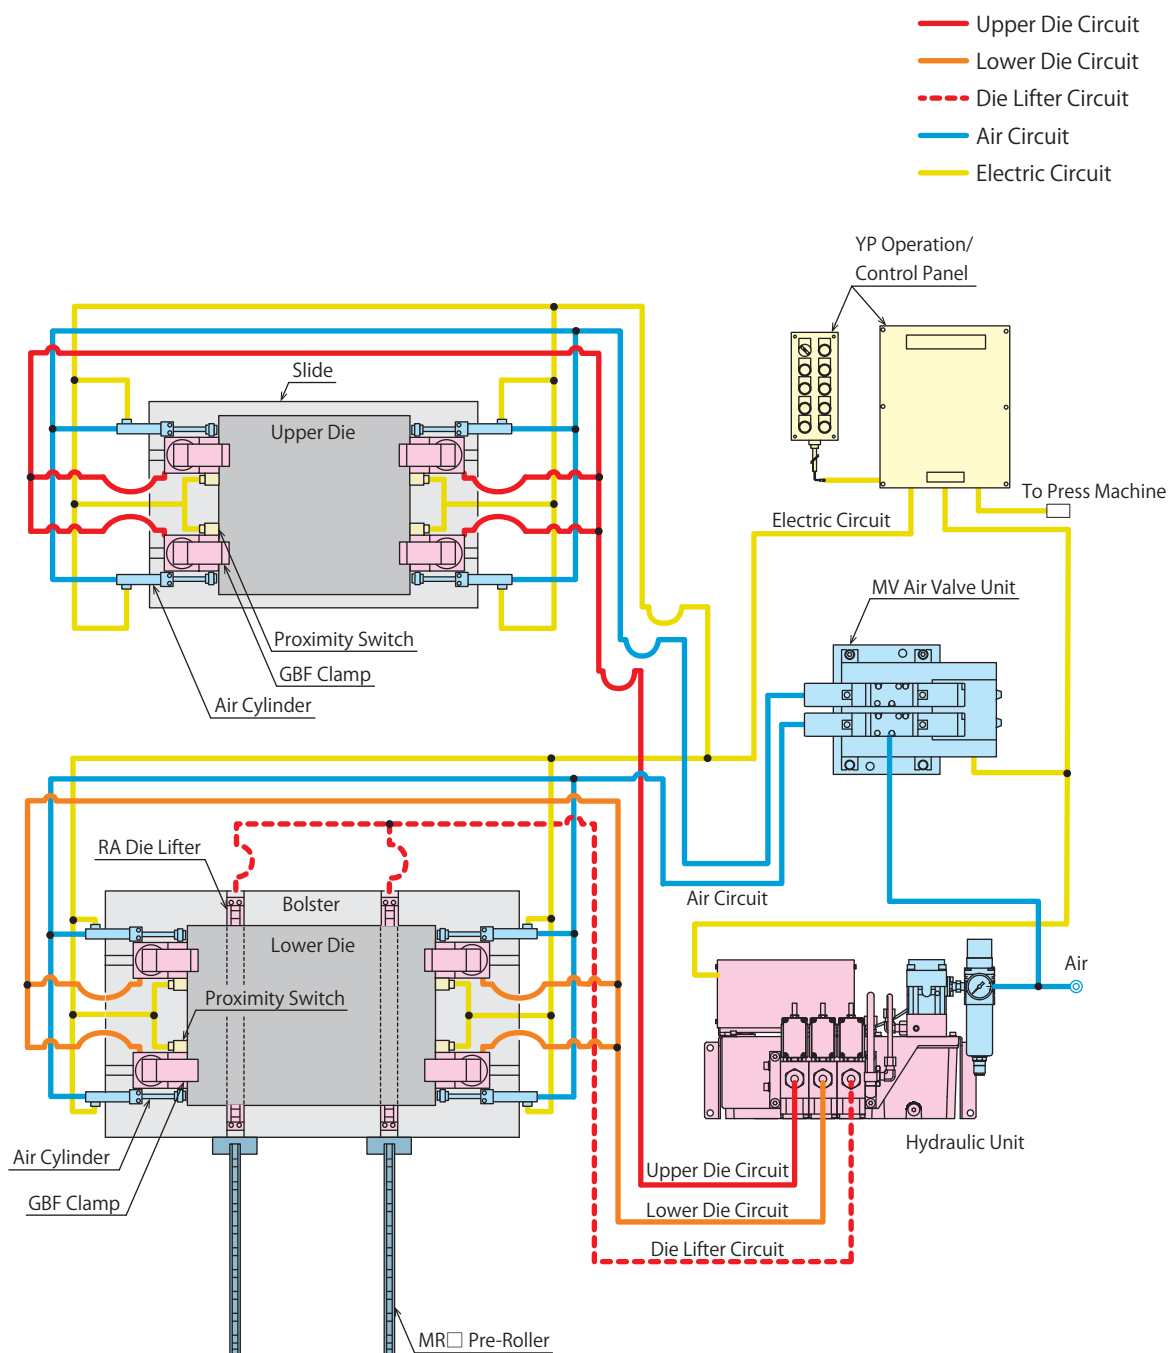 Upper Die Circuit
Lower Die Circuit
Die Lifter Circuit
Air Circuit
Electric Circuit
YP Operation/
Control Panel
Slide
Upper Die
To Press Machine
Electric Circuit
MV Air Valve Unit
Proximity Switch
GBF Clamp
Air Cylinder
RA Die Lifter
Bolster
Air Circuit
Lower Die
Air
Proximity Switch
Hydraulic Unit
Air Cylinder
Upper Die Circuit
GBF Clamp
Lower Die Circuit
Die Lifter Circuit
MR□ Pre-Roller